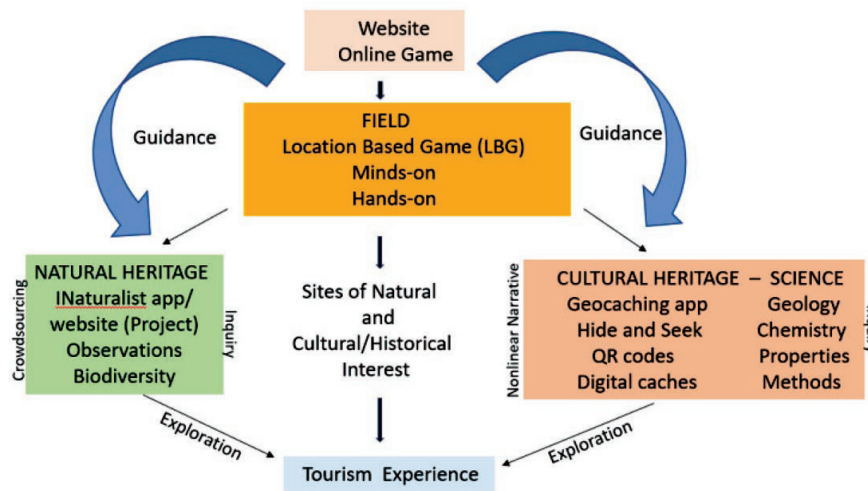 Website
Online Game
Guidance
FIELD
Location Based Game (LBG)
Minds-on
Hands-on
Guidance
Crowdsourcing
NATURAL HERITAGE
INaturalist app/
website (Project)
Observations
Biodiversity
Inquiry
Sites of Natural
and
Cultural/Historical
Interest
Nonlinear Narrative
CULTURAL HERITAGE – SCIENCE
Geocaching app Geology
Hide and Seek Chemistry
QR codes Properties
Digital caches Methods
Exploration
Exploration
Tourism Experience